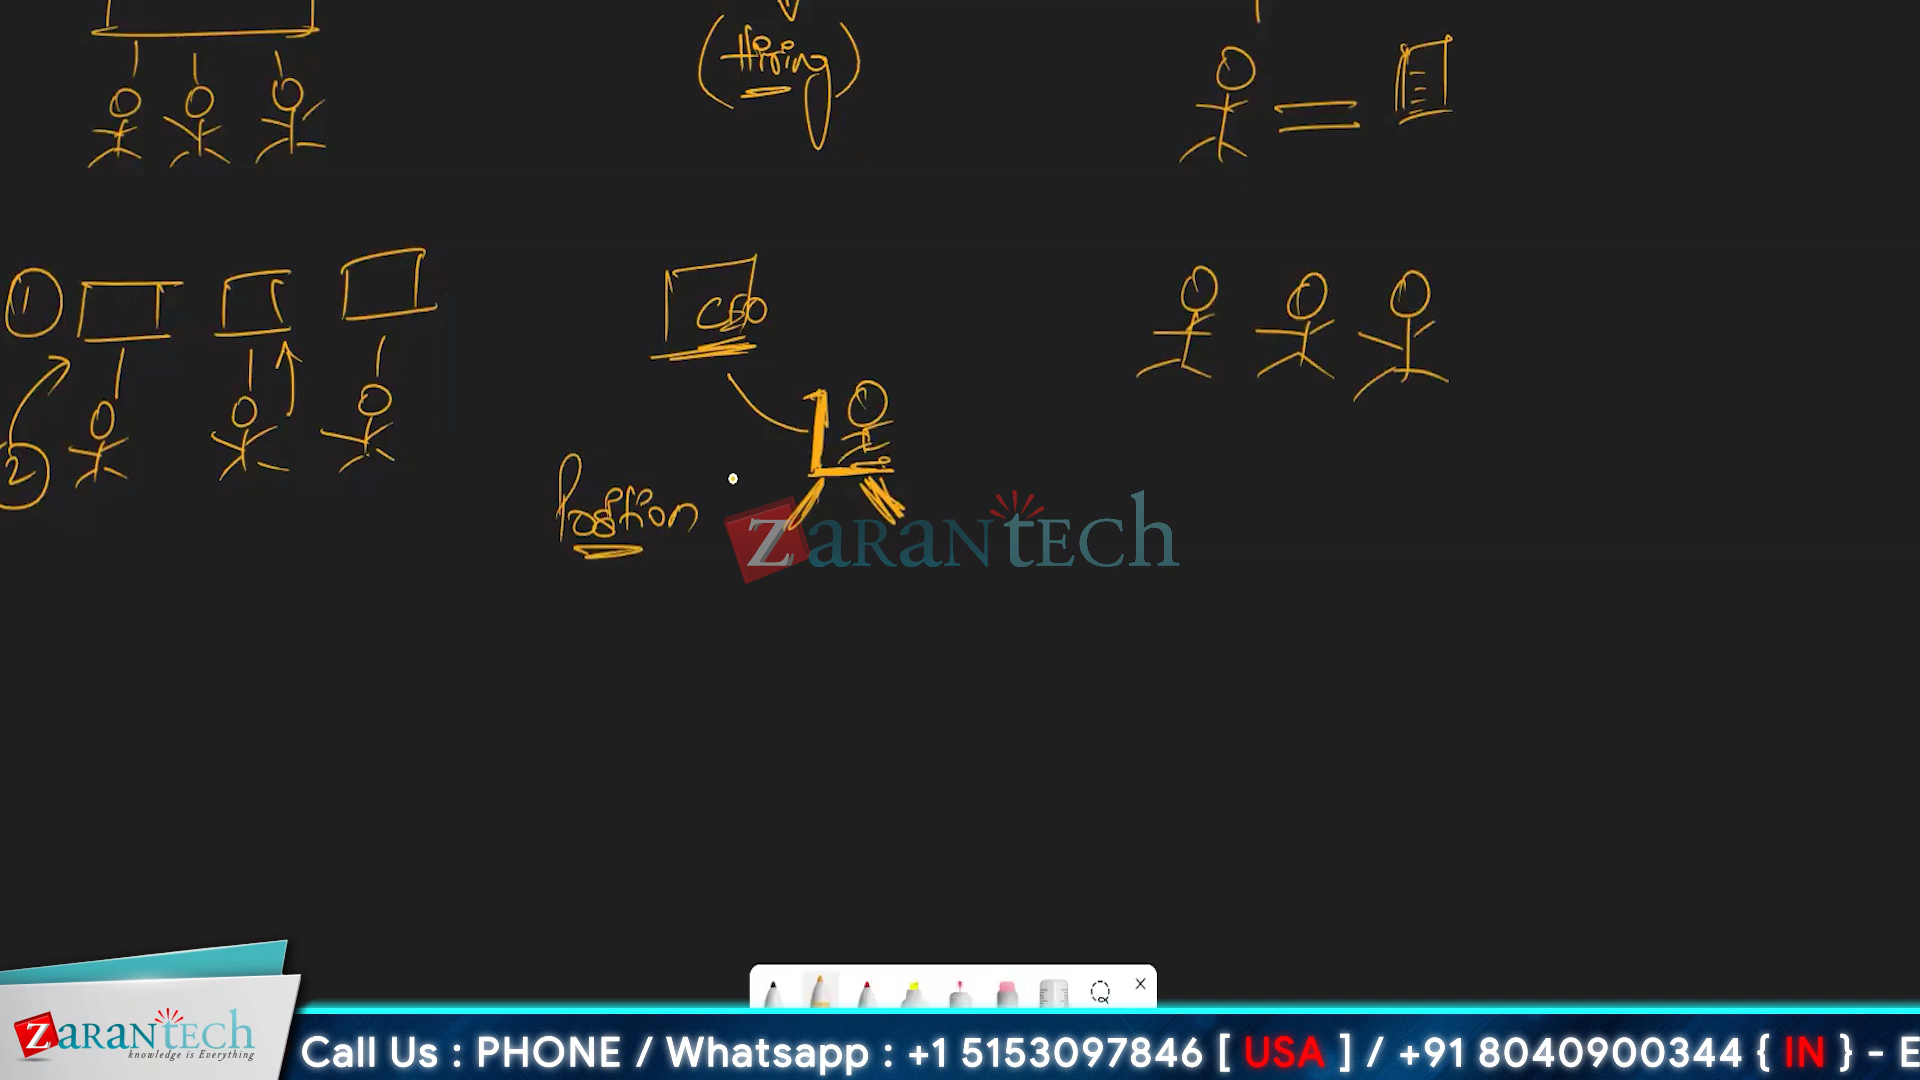 (Hiring)
1
CEO
2
Position
ZaranTech
ZaranTech
knowledge is Everything
Call Us : PHONE / Whatsapp : +1 5153097846 [ USA ] / +91 8040900344 { IN } - E